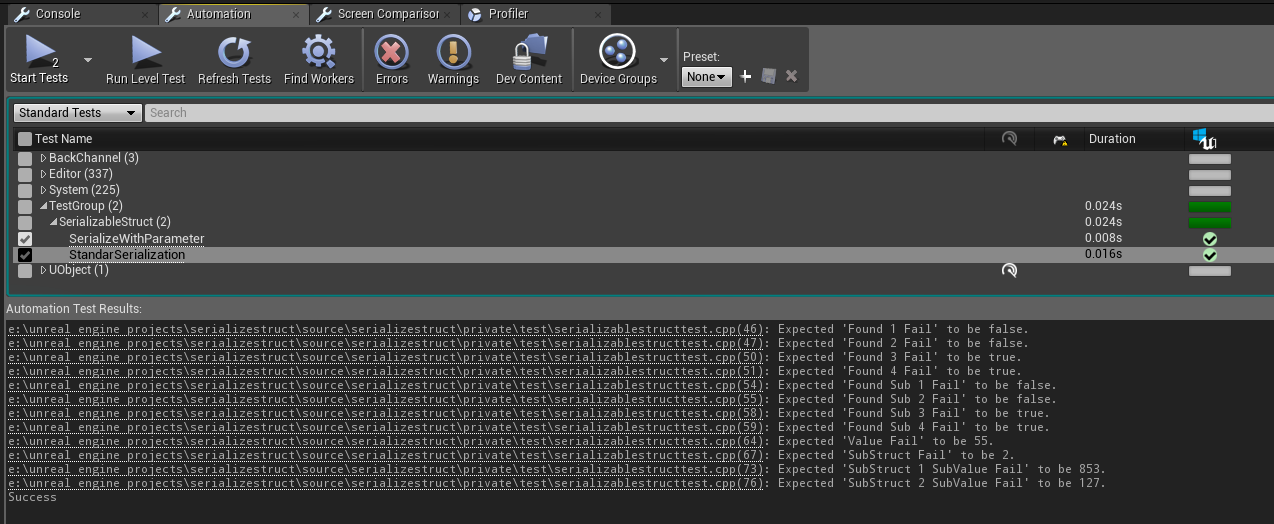 Console Automation Screen Comparison Profiler
2
Start Tests Run Level Test Refresh Tests Find Workers Errors Warnings Dev Content Device Groups Preset: None
Standard Tests Search
Test Name Duration
BackChannel (3)
Editor (337)
System (225)
TestGroup (2) 0.024s
SerializableStruct (2) 0.024s
SerializeWithParameter 0.008s
StandarSerialization 0.016s
UObject (1)
Automation Test Results:
e:\unreal engine projects\serializestruct\source\serializestruct\private\test\serializablestructtest.cpp(46): Expected 'Found 1 Fail' to be false.
e:\unreal engine projects\serializestruct\source\serializestruct\private\test\serializablestructtest.cpp(47): Expected 'Found 2 Fail' to be false.
e:\unreal engine projects\serializestruct\source\serializestruct\private\test\serializablestructtest.cpp(50): Expected 'Found 3 Fail' to be true.
e:\unreal engine projects\serializestruct\source\serializestruct\private\test\serializablestructtest.cpp(51): Expected 'Found 4 Fail' to be true.
e:\unreal engine projects\serializestruct\source\serializestruct\private\test\serializablestructtest.cpp(54): Expected 'Found Sub 1 Fail' to be false.
e:\unreal engine projects\serializestruct\source\serializestruct\private\test\serializablestructtest.cpp(55): Expected 'Found Sub 2 Fail' to be false.
e:\unreal engine projects\serializestruct\source\serializestruct\private\test\serializablestructtest.cpp(58): Expected 'Found Sub 3 Fail' to be true.
e:\unreal engine projects\serializestruct\source\serializestruct\private\test\serializablestructtest.cpp(59): Expected 'Found Sub 4 Fail' to be true.
e:\unreal engine projects\serializestruct\source\serializestruct\private\test\serializablestructtest.cpp(64): Expected 'Value Fail' to be 55.
e:\unreal engine projects\serializestruct\source\serializestruct\private\test\serializablestructtest.cpp(67): Expected 'SubStruct Fail' to be 2.
e:\unreal engine projects\serializestruct\source\serializestruct\private\test\serializablestructtest.cpp(73): Expected 'SubStruct 1 SubValue Fail' to be 853.
e:\unreal engine projects\serializestruct\source\serializestruct\private\test\serializablestructtest.cpp(76): Expected 'SubStruct 2 SubValue Fail' to be 127.
Success